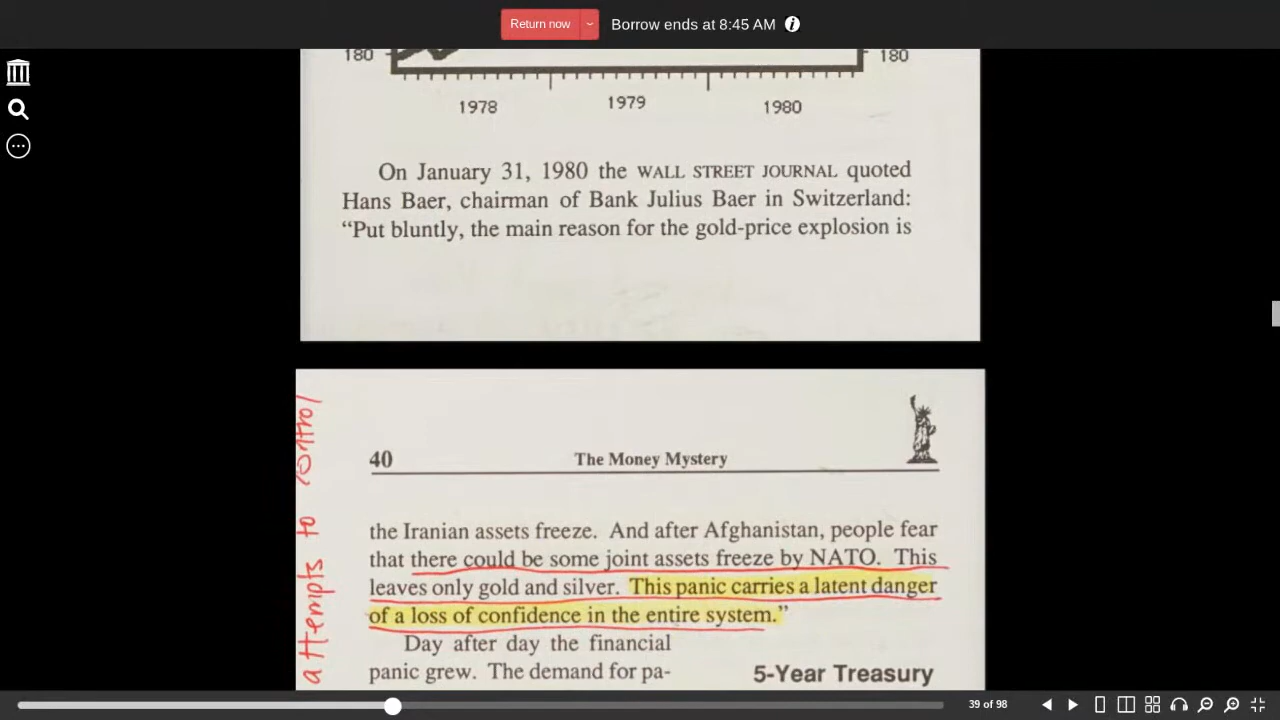 Return now
Borrow ends at 8:45 AM
180
180
1978
1979
1980
On January 31, 1980 the WALL STREET JOURNAL quoted
Hans Baer, chairman of Bank Julius Baer in Switzerland:
“Put bluntly, the main reason for the gold-price explosion is
attempts to control
40
The Money Mystery
the Iranian assets freeze. And after Afghanistan, people fear
that there could be some joint assets freeze by NATO. This
leaves only gold and silver. This panic carries a latent danger
of a loss of confidence in the entire system.”
Day after day the financial
panic grew. The demand for pa-
5-Year Treasury
39 of 98